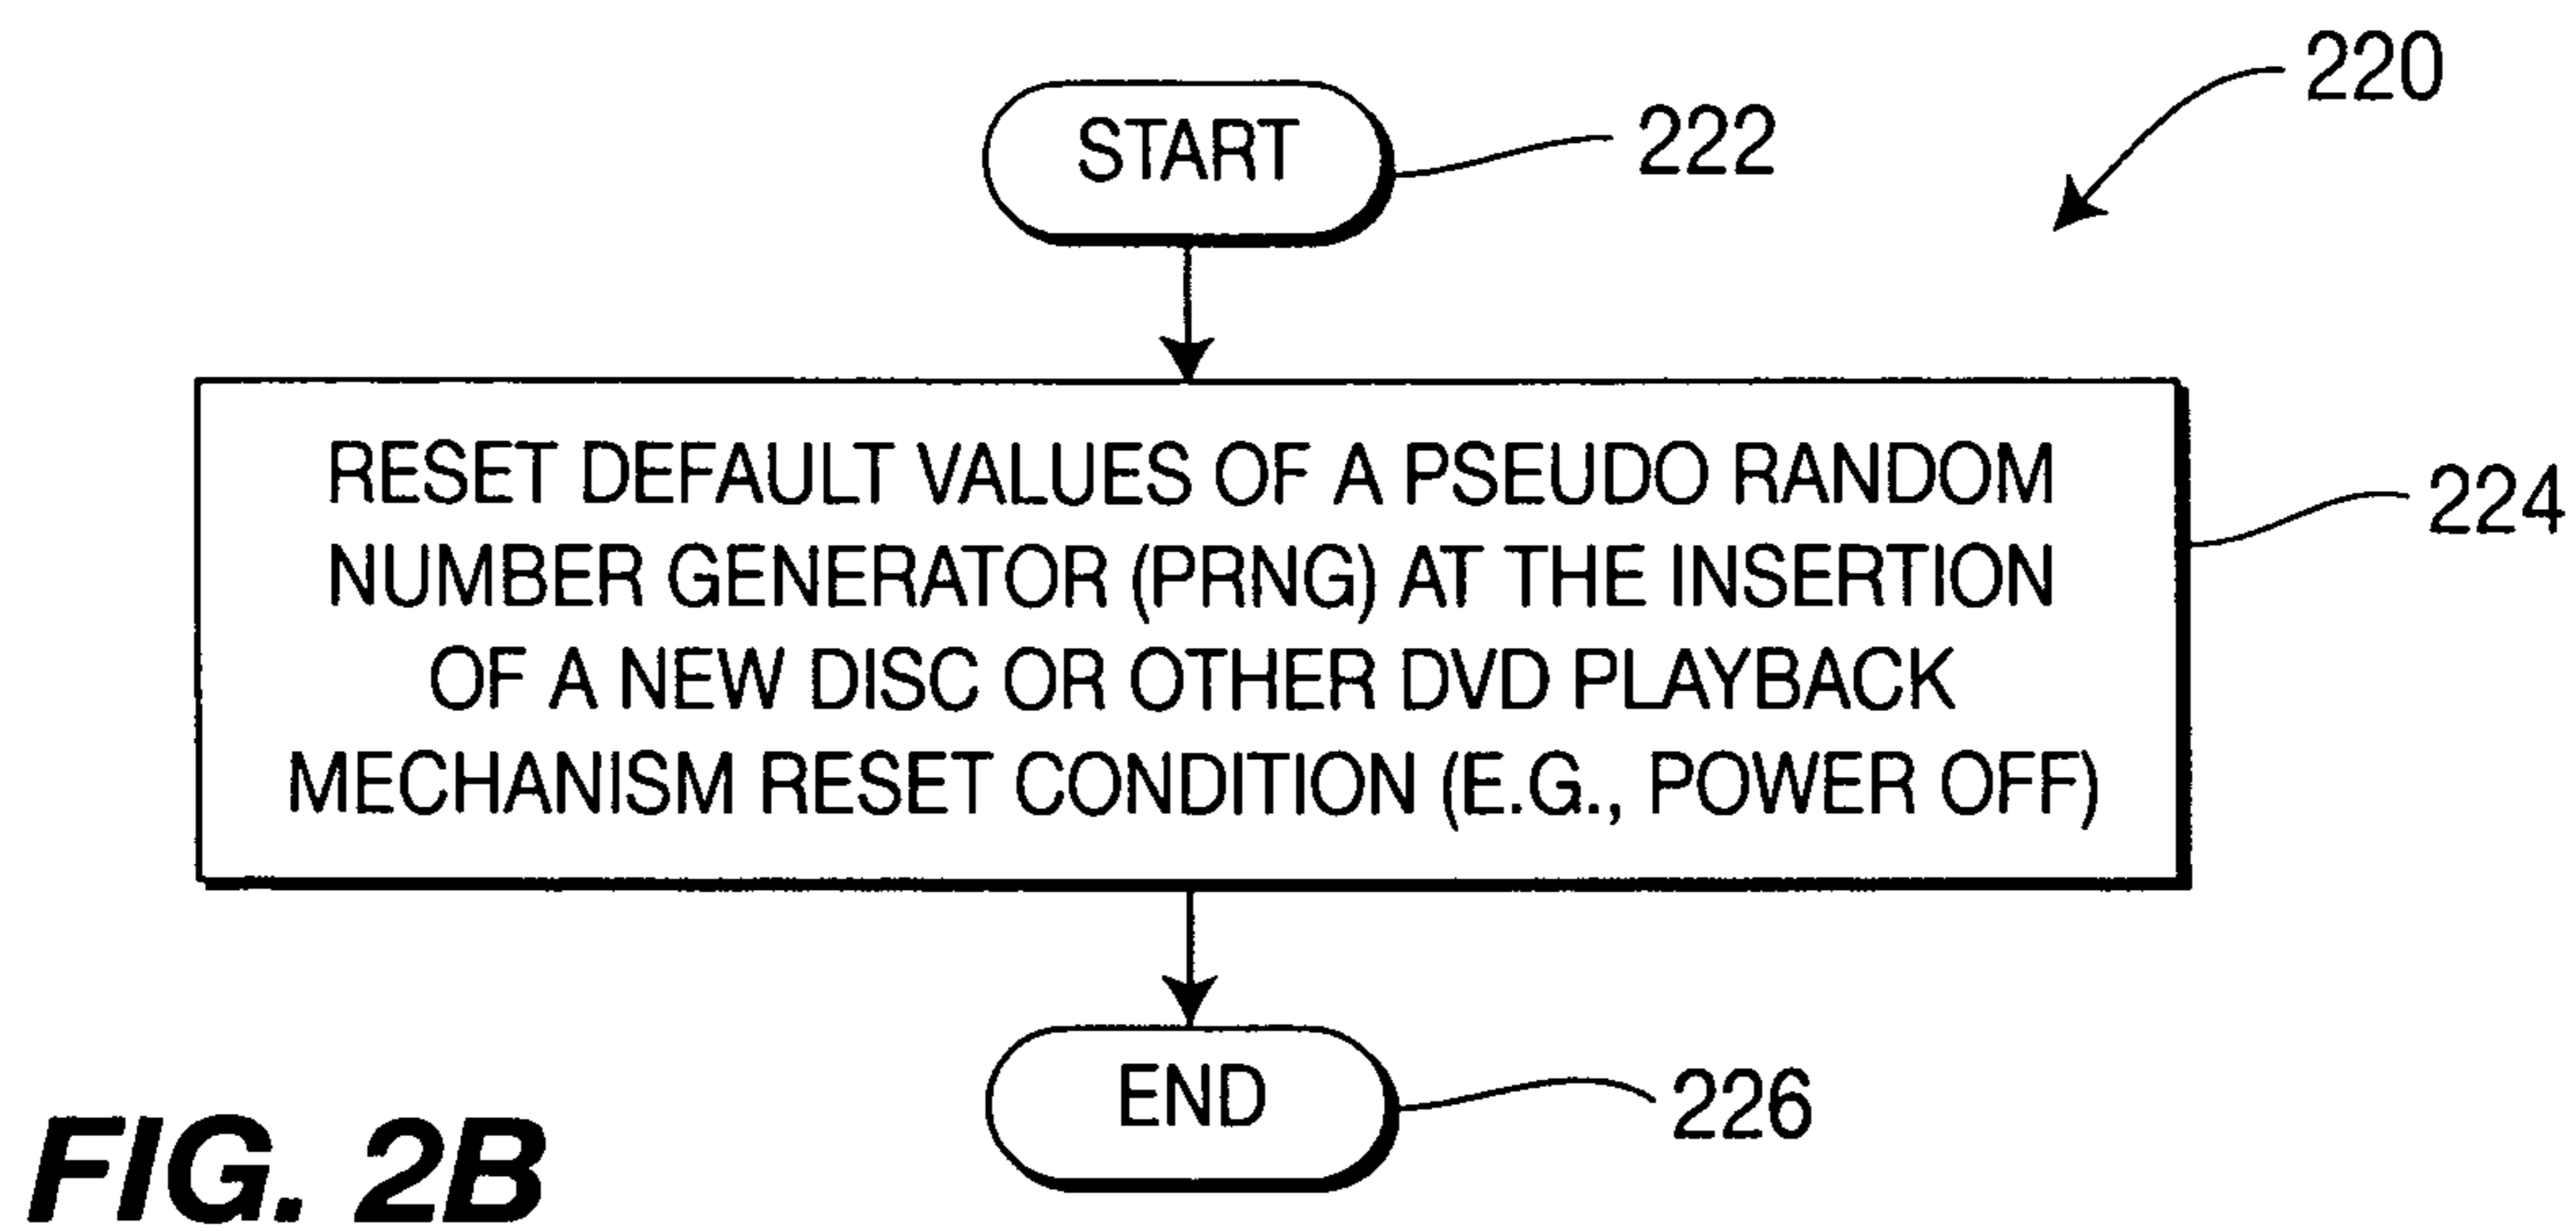 220
START
222
RESET DEFAULT VALUES OF A PSEUDO RANDOM
NUMBER GENERATOR (PRNG) AT THE INSERTION
OF A NEW DISC OR OTHER DVD PLAYBACK
MECHANISM RESET CONDITION (E.G., POWER OFF)
224
END
226
FIG. 2B